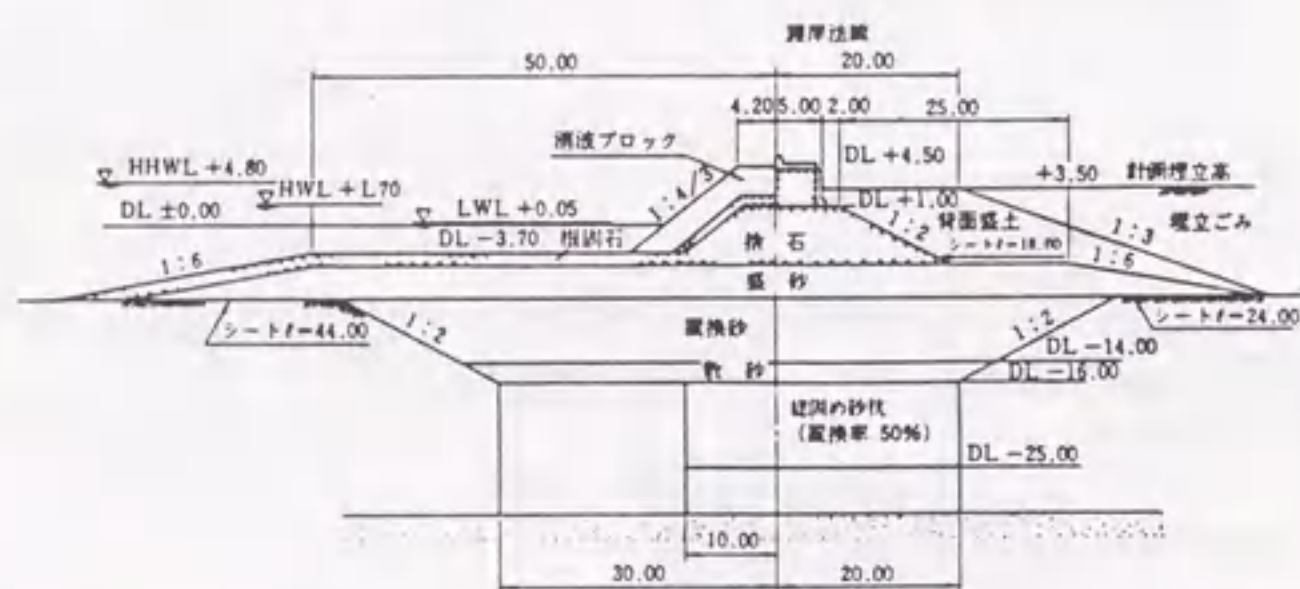 護岸法線
50.00 20.00
4.20 5.00 2.00 25.00
消波ブロック
HHWL +4.80
HWL +1.70
DL ±0.00
LWL +0.05
DL −3.70 根固石
1:4/3
DL +4.50
+3.50 計画埋立高
DL +1.00
1:2
背面盛土
シートℓ=18.00
埋立ごみ
1:3
1:6
捨石
1:6
盛砂
シートℓ=44.00
1:2
置換砂
1:2
シートℓ=24.00
DL −14.00
敷砂
DL −16.00
締固め砂杭
(置換率 50%)
DL −25.00
10.00
30.00 20.00